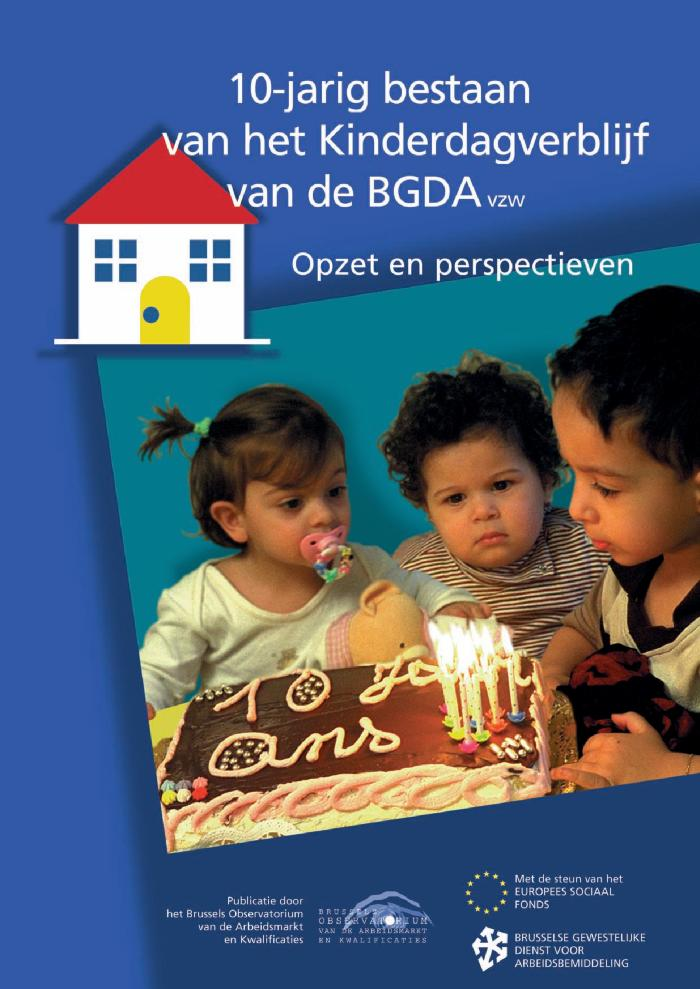 10-jarig bestaan
van het Kinderdagverblijf
van de BGDA vzw
Opzet en perspectieven
10 jaar
ans
Publicatie door
het Brussels Observatorium
van de Arbeidsmarkt
en Kwalificaties
BRUSSELS
OBSERVATORIUM
VAN DE ARBEIDSMARKT
EN KWALIFICATIES
Met de steun van het
EUROPEES SOCIAAL
FONDS
BRUSSELSE GEWESTELIJKE
DIENST VOOR
ARBEIDSBEMIDDELING